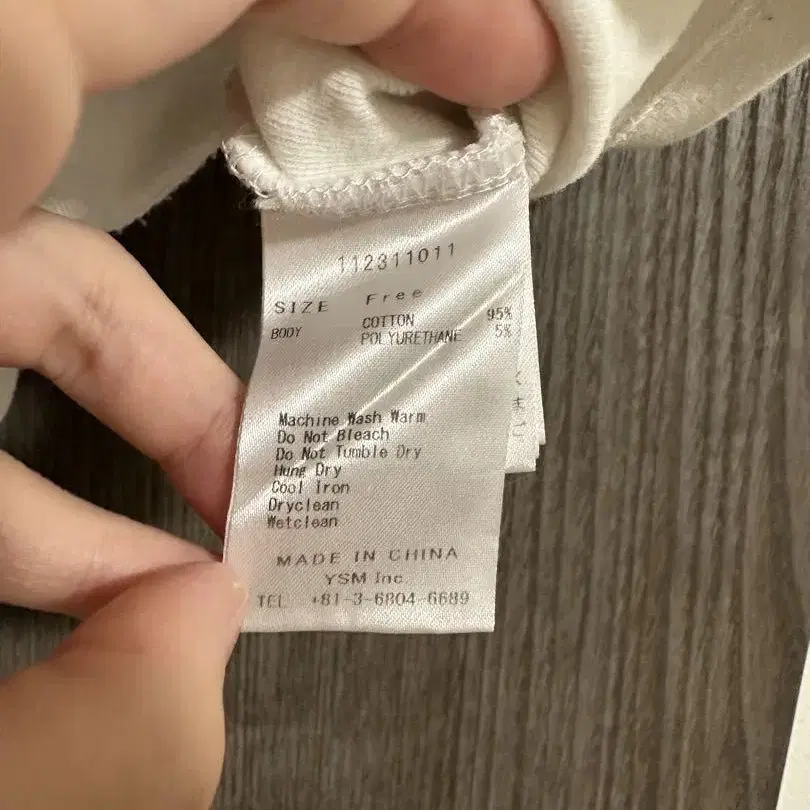 112311011
SIZE Free
BODY COTTON 95%
POLYURETHANE 5%
Machine Wash Warm
Do Not Bleach
Do Not Tumble Dry
Hung Dry
Cool Iron
Dryclean
Wetclean
MADE IN CHINA
YSM Inc.
TEL +81-3-6804-6689